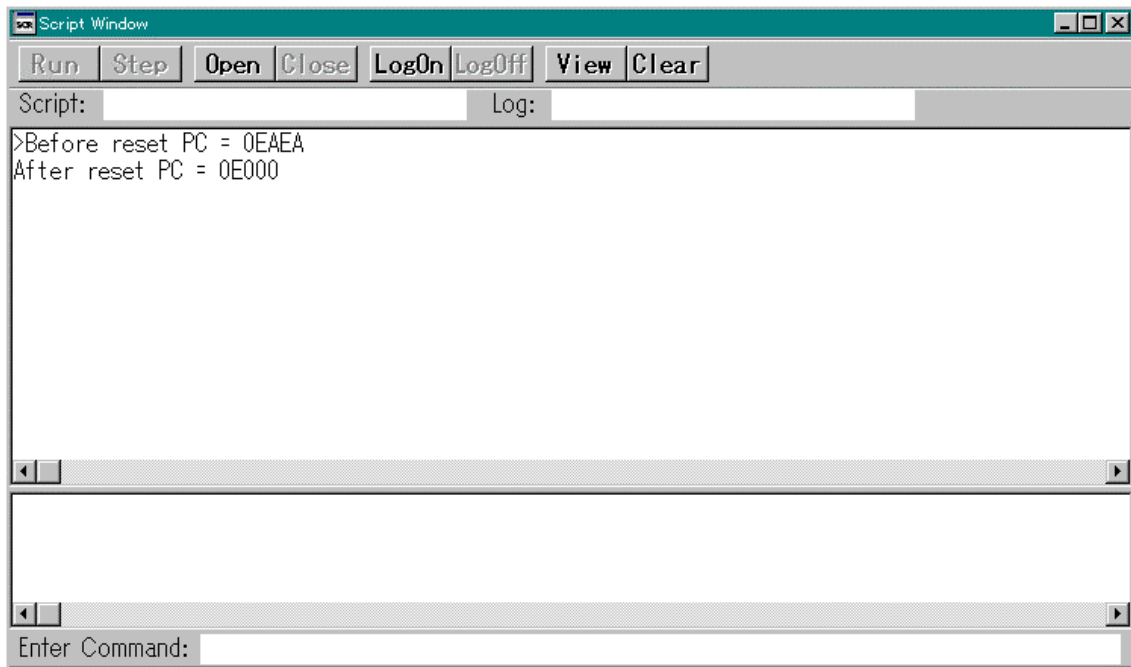 SCR Script Window
Run Step Open Close LogOn LogOff View Clear
Script: Log:
>Before reset PC = 0EAEA
After reset PC = 0E000
Enter Command: